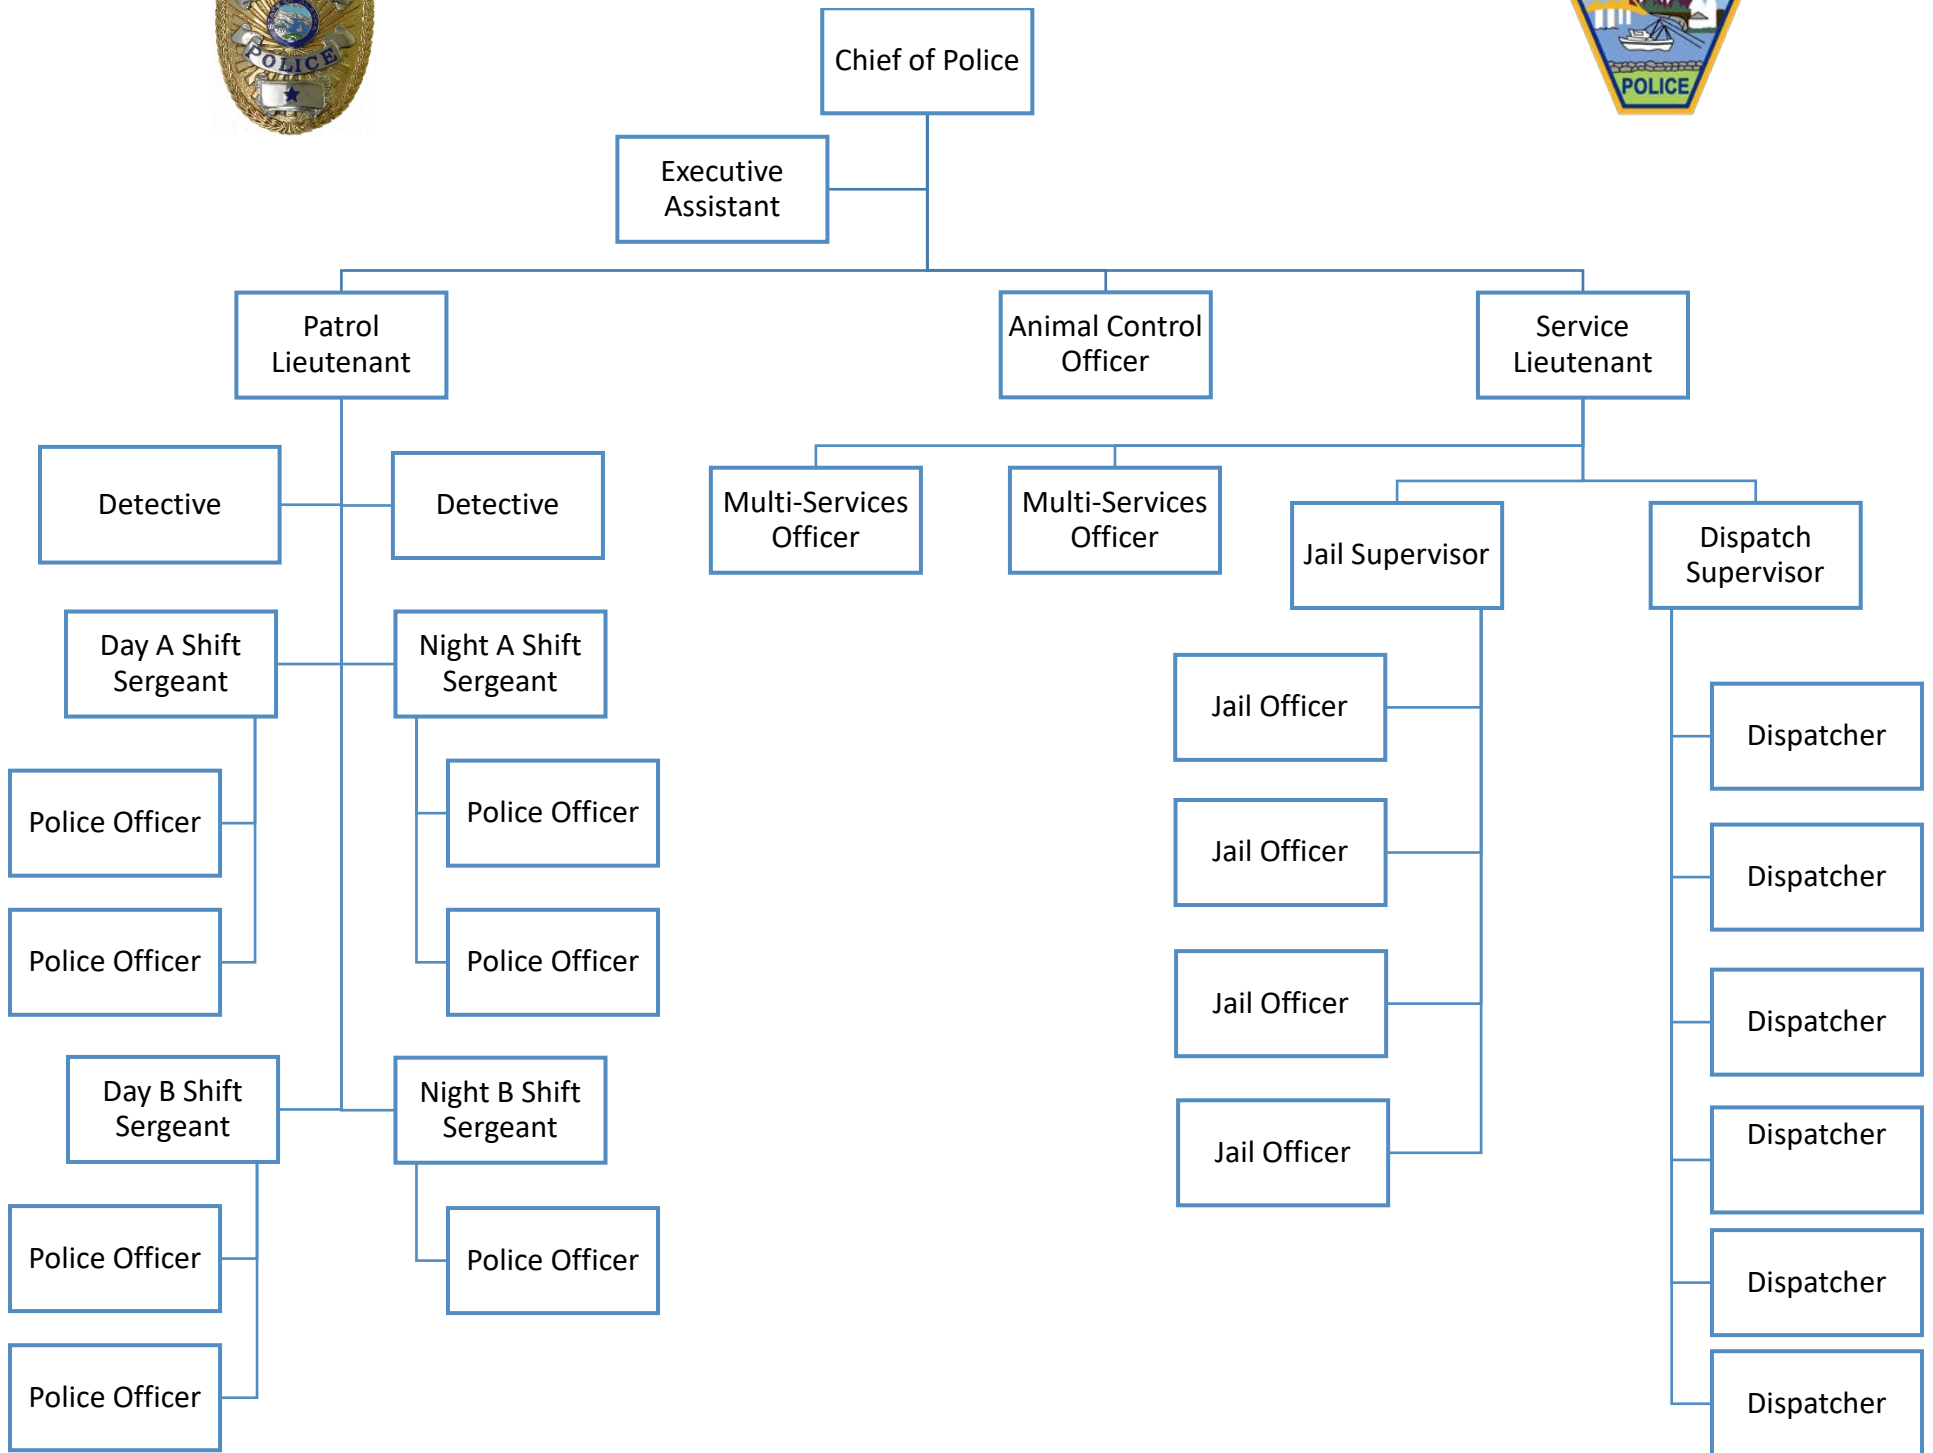 POLICE
POLICE
Chief of Police
Executive
Assistant
Patrol
Lieutenant
Animal Control
Officer
Service
Lieutenant
Detective
Detective
Multi-Services
Officer
Multi-Services
Officer
Jail Supervisor
Dispatch
Supervisor
Day A Shift
Sergeant
Night A Shift
Sergeant
Police Officer
Police Officer
Police Officer
Police Officer
Day B Shift
Sergeant
Night B Shift
Sergeant
Police Officer
Police Officer
Police Officer
Jail Officer
Jail Officer
Jail Officer
Jail Officer
Dispatcher
Dispatcher
Dispatcher
Dispatcher
Dispatcher
Dispatcher